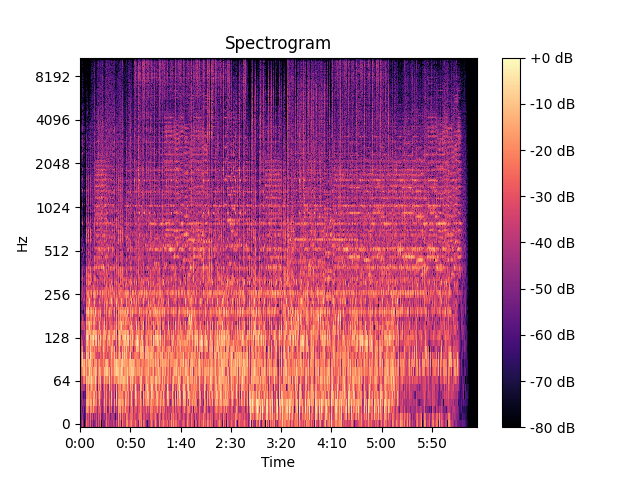 Spectrogram
8192
4096
2048
1024
512
256
128
64
0
Hz
0:00 0:50 1:40 2:30 3:20 4:10 5:00 5:50
Time
+0 dB
-10 dB
-20 dB
-30 dB
-40 dB
-50 dB
-60 dB
-70 dB
-80 dB